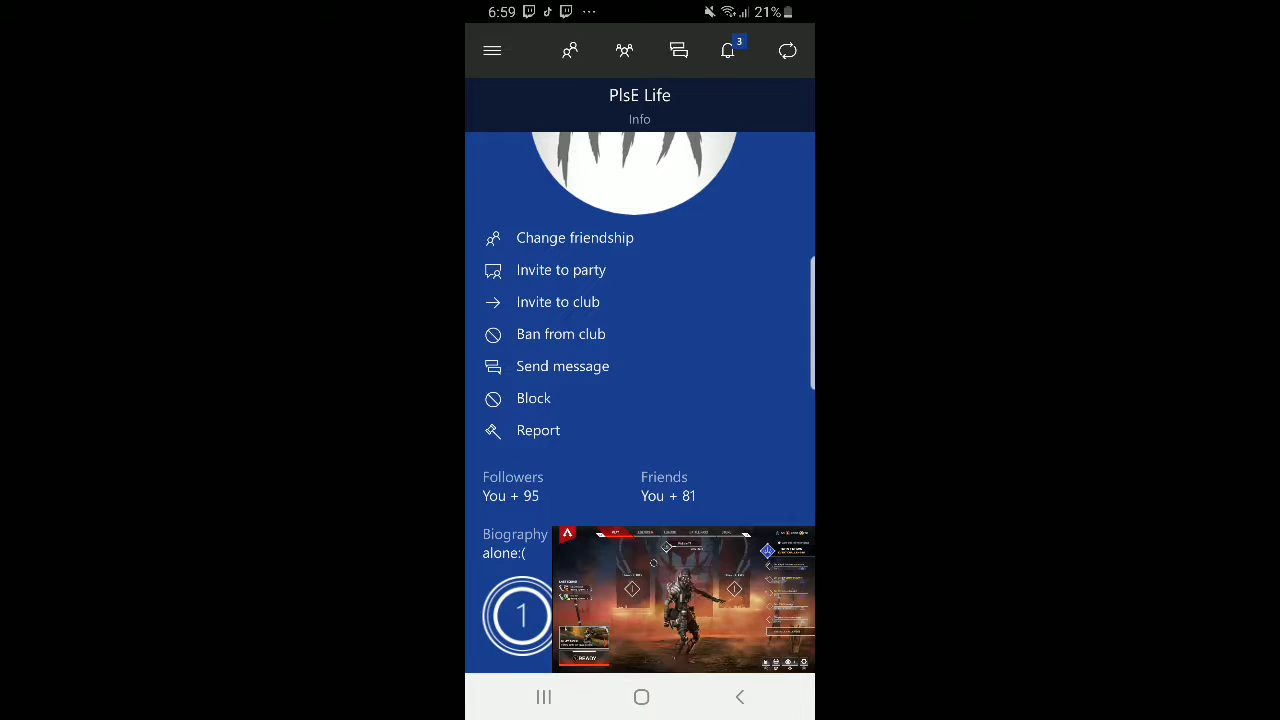 6:59 21%
3
PlsE Life
Info
Change friendship
Invite to party
Invite to club
Ban from club
Send message
Block
Report
Followers Friends
You + 95 You + 81
Biography
alone:(
1
READY